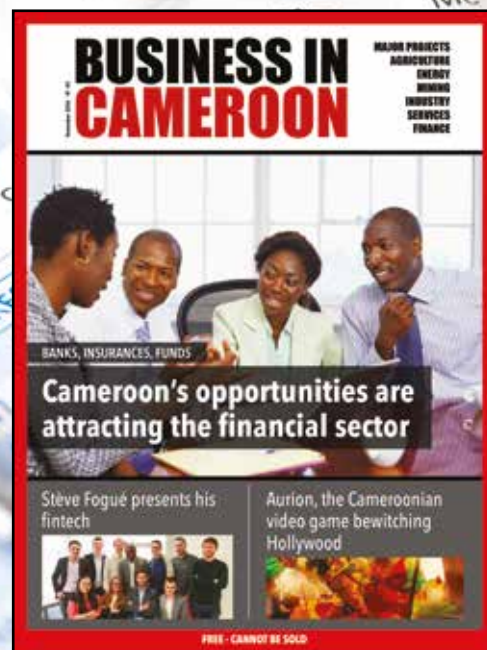 BUSINESS IN
CAMEROON
MAJOR PROJECTS
AGRICULTURE
ENERGY
MINING
INDUSTRY
SERVICES
FINANCE
BANKS, INSURANCES, FUNDS
Cameroon's opportunities are
attracting the financial sector
Stève Fogué presents his
fintech
Aurion, the Cameroonian
video game bewitching
Hollywood
FREE - CANNOT BE SOLD